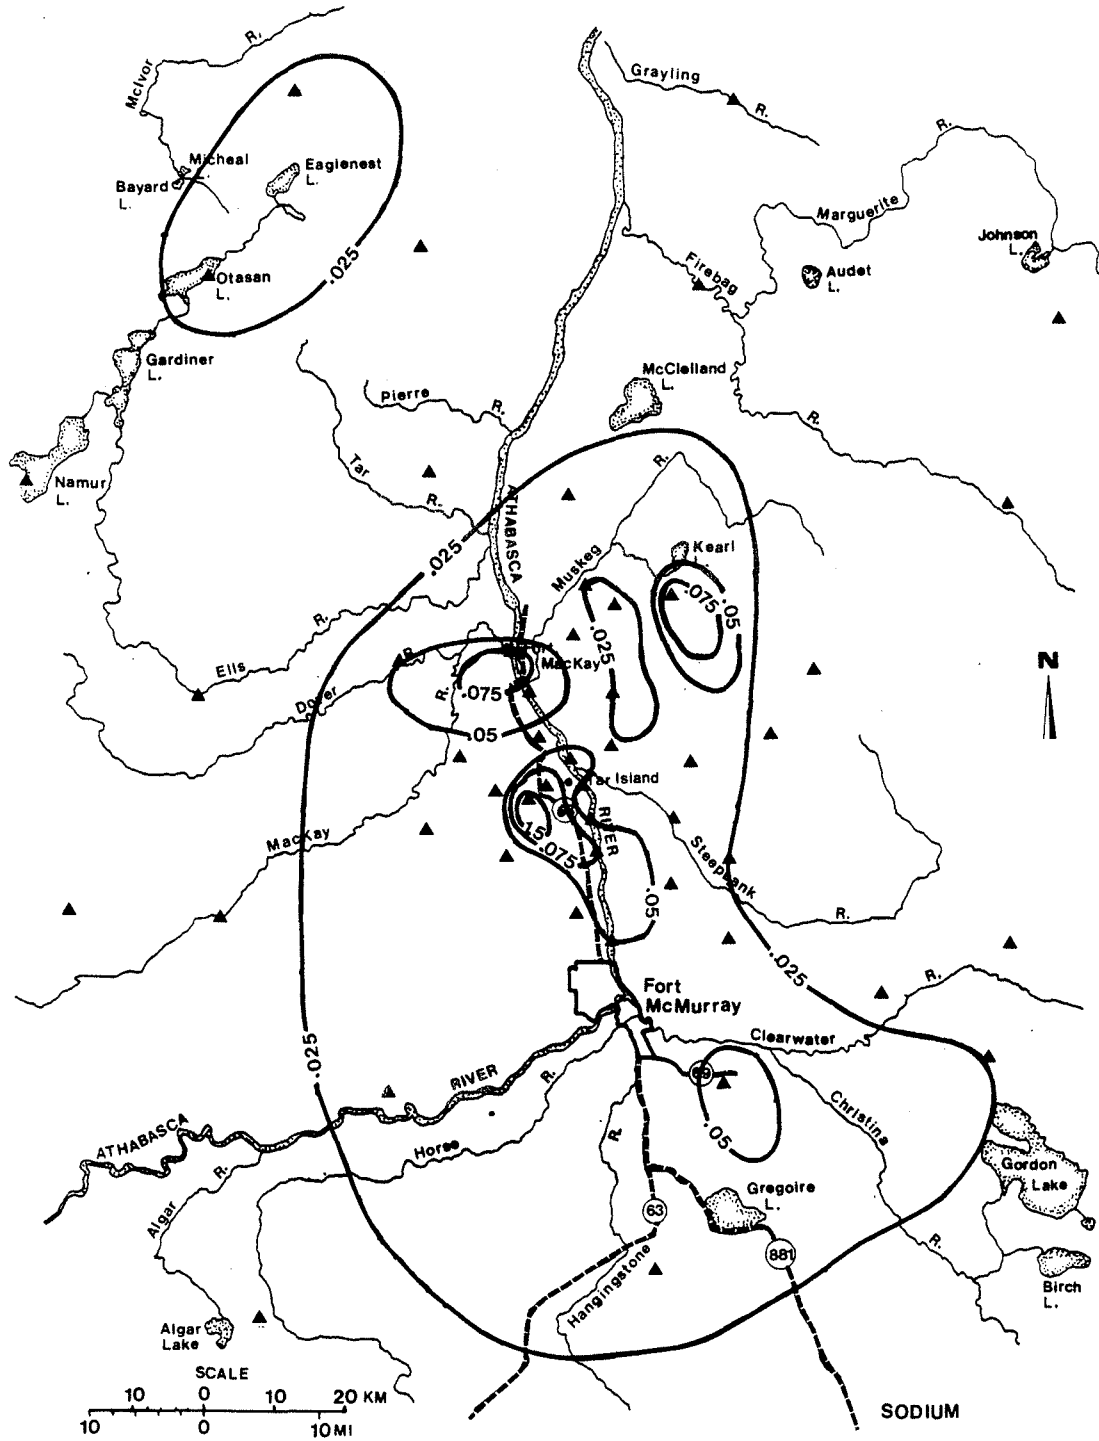 R.
McIvor
Grayling
R.
R.
Micheal
L.
Bayard
L.
Eaglenest
L.
Marguerite
Johnson
L.
Firebag
Audet
L.
.025
Otasan
L.
Gardiner
L.
McClelland
L.
Pierre
R.
R.
Tar
R.
R.
Namur
L.
ATHABASCA
.025
Kearl
L.
Muskeg
.075
.05
.025
R.
Ells
R.
Fort
MacKay
Dover
R.
.075
.05
N
Tar Island
63
RIVER
.15
.075
MacKay
Steepbank
R.
.05
.025
R.
Fort
McMurray
Clearwater
.025
RIVER
R.
69
Christina
ATHABASCA
R.
Horse
R.
.05
Gordon
Lake
Gregoire
L.
Algar
63
R.
881
Hangingstone
Birch
L.
Algar
Lake
SCALE
10 0 10 20 KM
10 0 10 MI
SODIUM